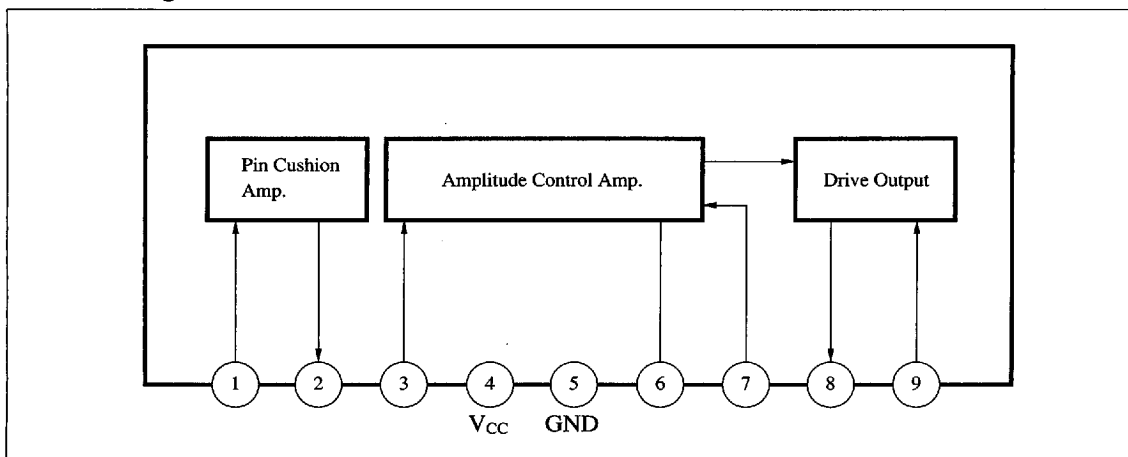 Pin Cushion
Amp.
Amplitude Control Amp.
Drive Output
1 2 3 4 5 6 7 8 9
VCC GND